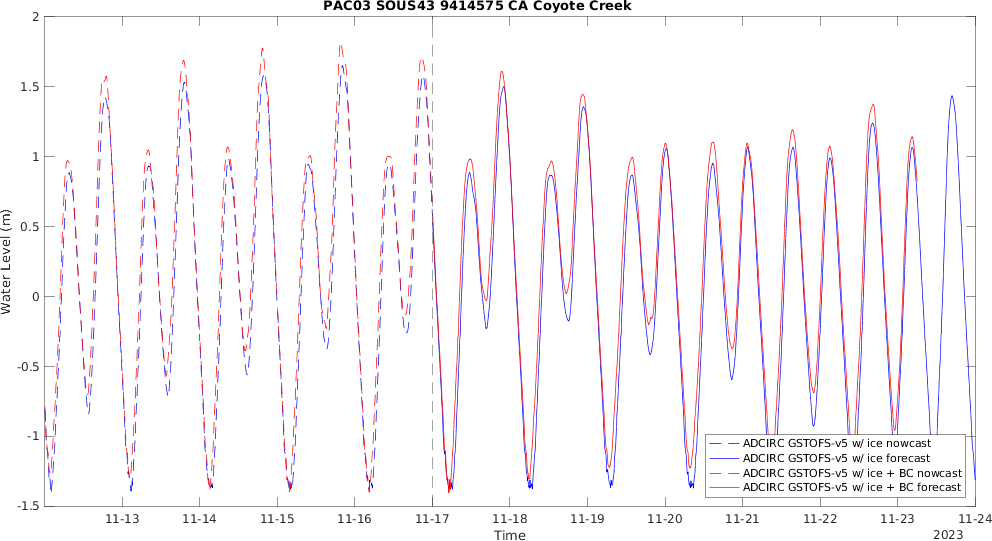 PAC03 SOUS43 9414575 CA Coyote Creek
2
1.5
1
0.5
0
-0.5
-1
-1.5
Water Level (m)
11-13 11-14 11-15 11-16 11-17 11-18 11-19 11-20 11-21 11-22 11-23 11-24
Time
2023
ADCIRC GSTOFS-v5 w/ ice nowcast
ADCIRC GSTOFS-v5 w/ ice forecast
ADCIRC GSTOFS-v5 w/ ice + BC nowcast
ADCIRC GSTOFS-v5 w/ ice + BC forecast